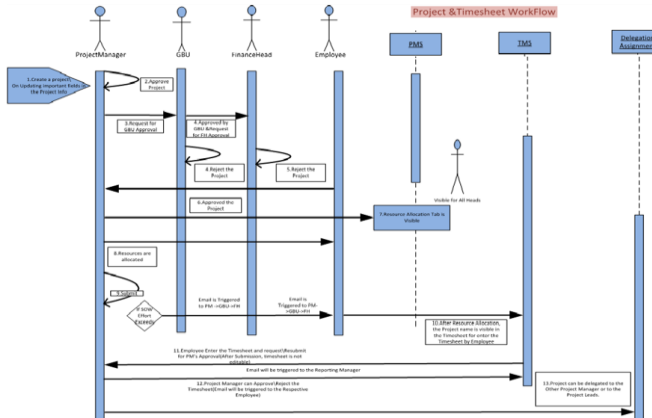 Project &Timesheet WorkFlow
ProjectManager
GBU
FinanceHead
Employee
PMS
TMS
Delegation
Assignment
1.Create a project,
On Updating Important fields in
the Project Info
2.Approve
Project
3.Request for
GBU Approval
4.Approved by
GBU &Request
for FH Approval
4.Reject the
Project
5.Reject the
Project
Visible for All Heads
6.Approved the
Project
7.Resource Allocation Tab is
Visible
8.Resources are
allocated
9.Submit
If SOW
Effort
Exceeds
Email is Triggered
to PM ->GBU->FH
Email is
Triggered to PM-
>GBU->FH
10.After Resource Allocation,
the Project name is visible in
the Timesheet for enter the
Timesheet by Employee
11.Employee Enter the Timesheet and request\Resubmit
for PM's Approval(After Submission, timesheet is not
editable)
Email will be triggered to the Reporting Manager
12.Project Manager can Approve\Reject the
Timesheet(Email will be triggered to the Respective
Employee)
13.Project can be delegated to the
Other Project Manager or to the
Project Leads.